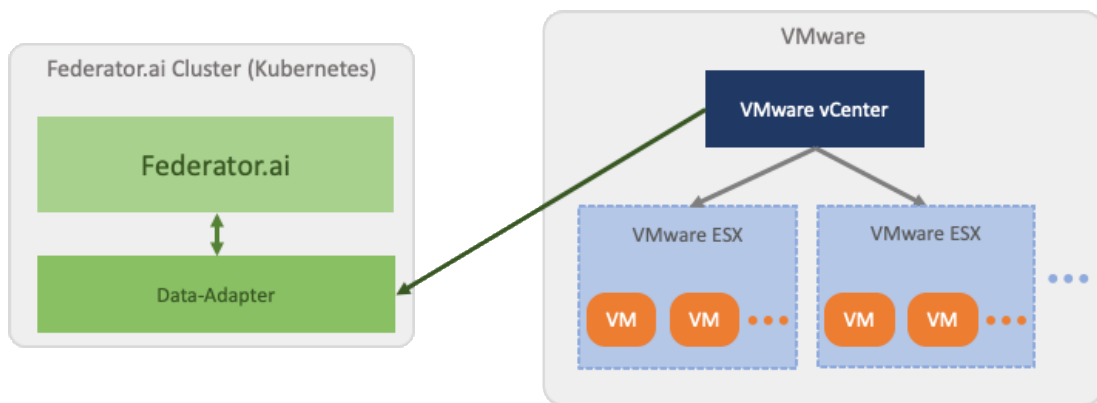 Federator.ai Cluster (Kubernetes)
Federator.ai
Data-Adapter
VMware
VMware vCenter
VMware ESX
VM
VM
VMware ESX
VM
VM